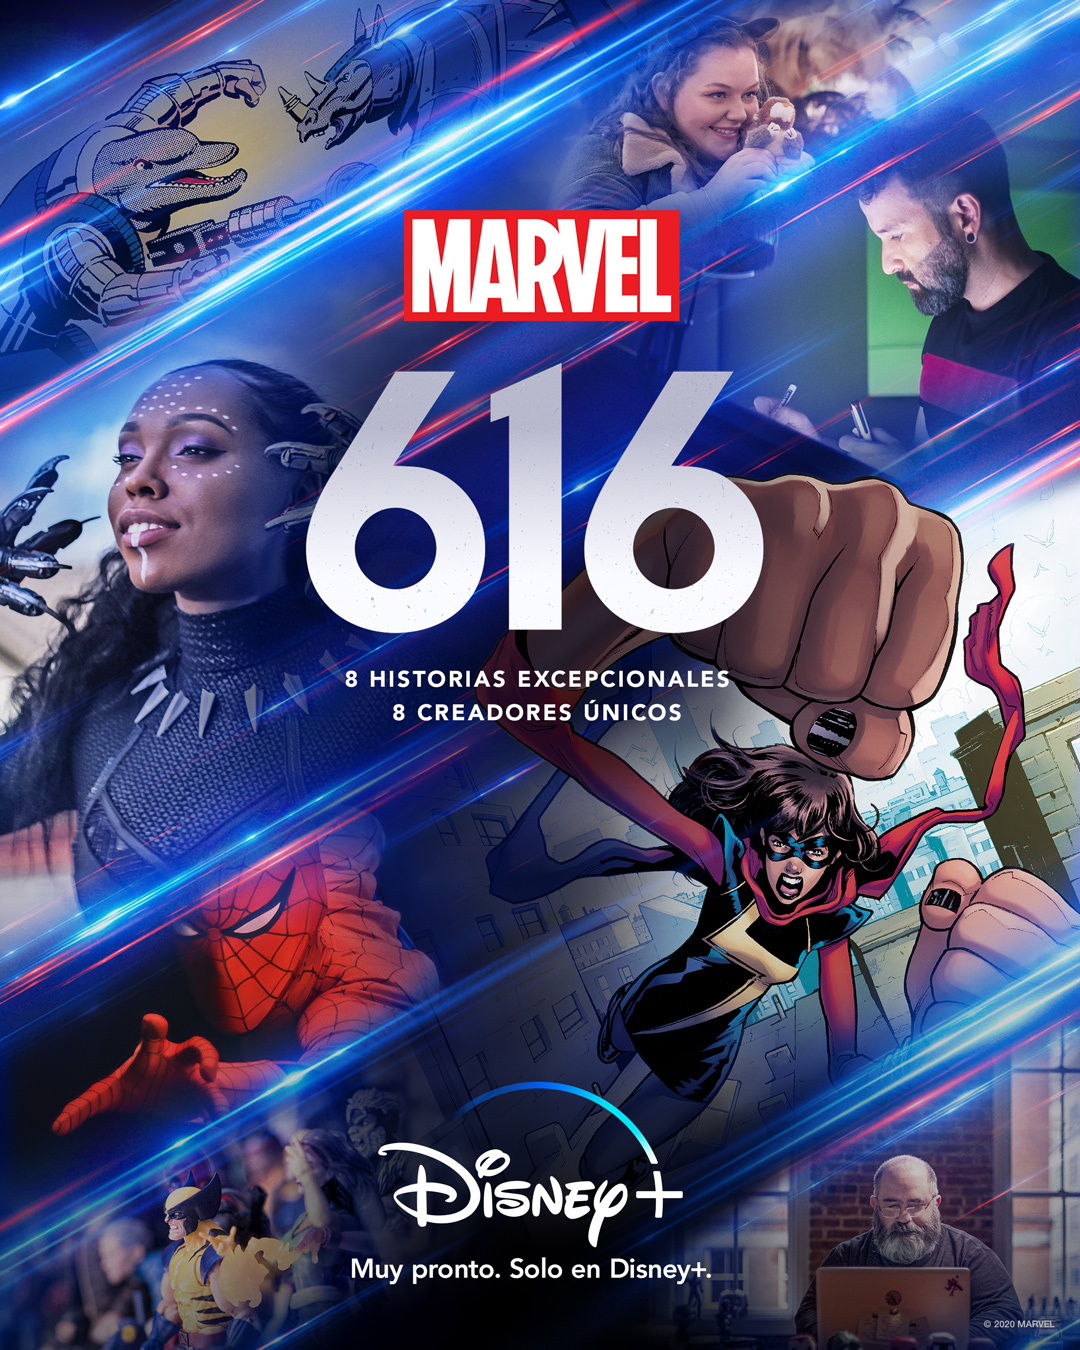 MARVEL
616
8 HISTORIAS EXCEPCIONALES
8 CREADORES ÚNICOS
Disney+
Muy pronto. Solo en Disney+.
© 2020 MARVEL